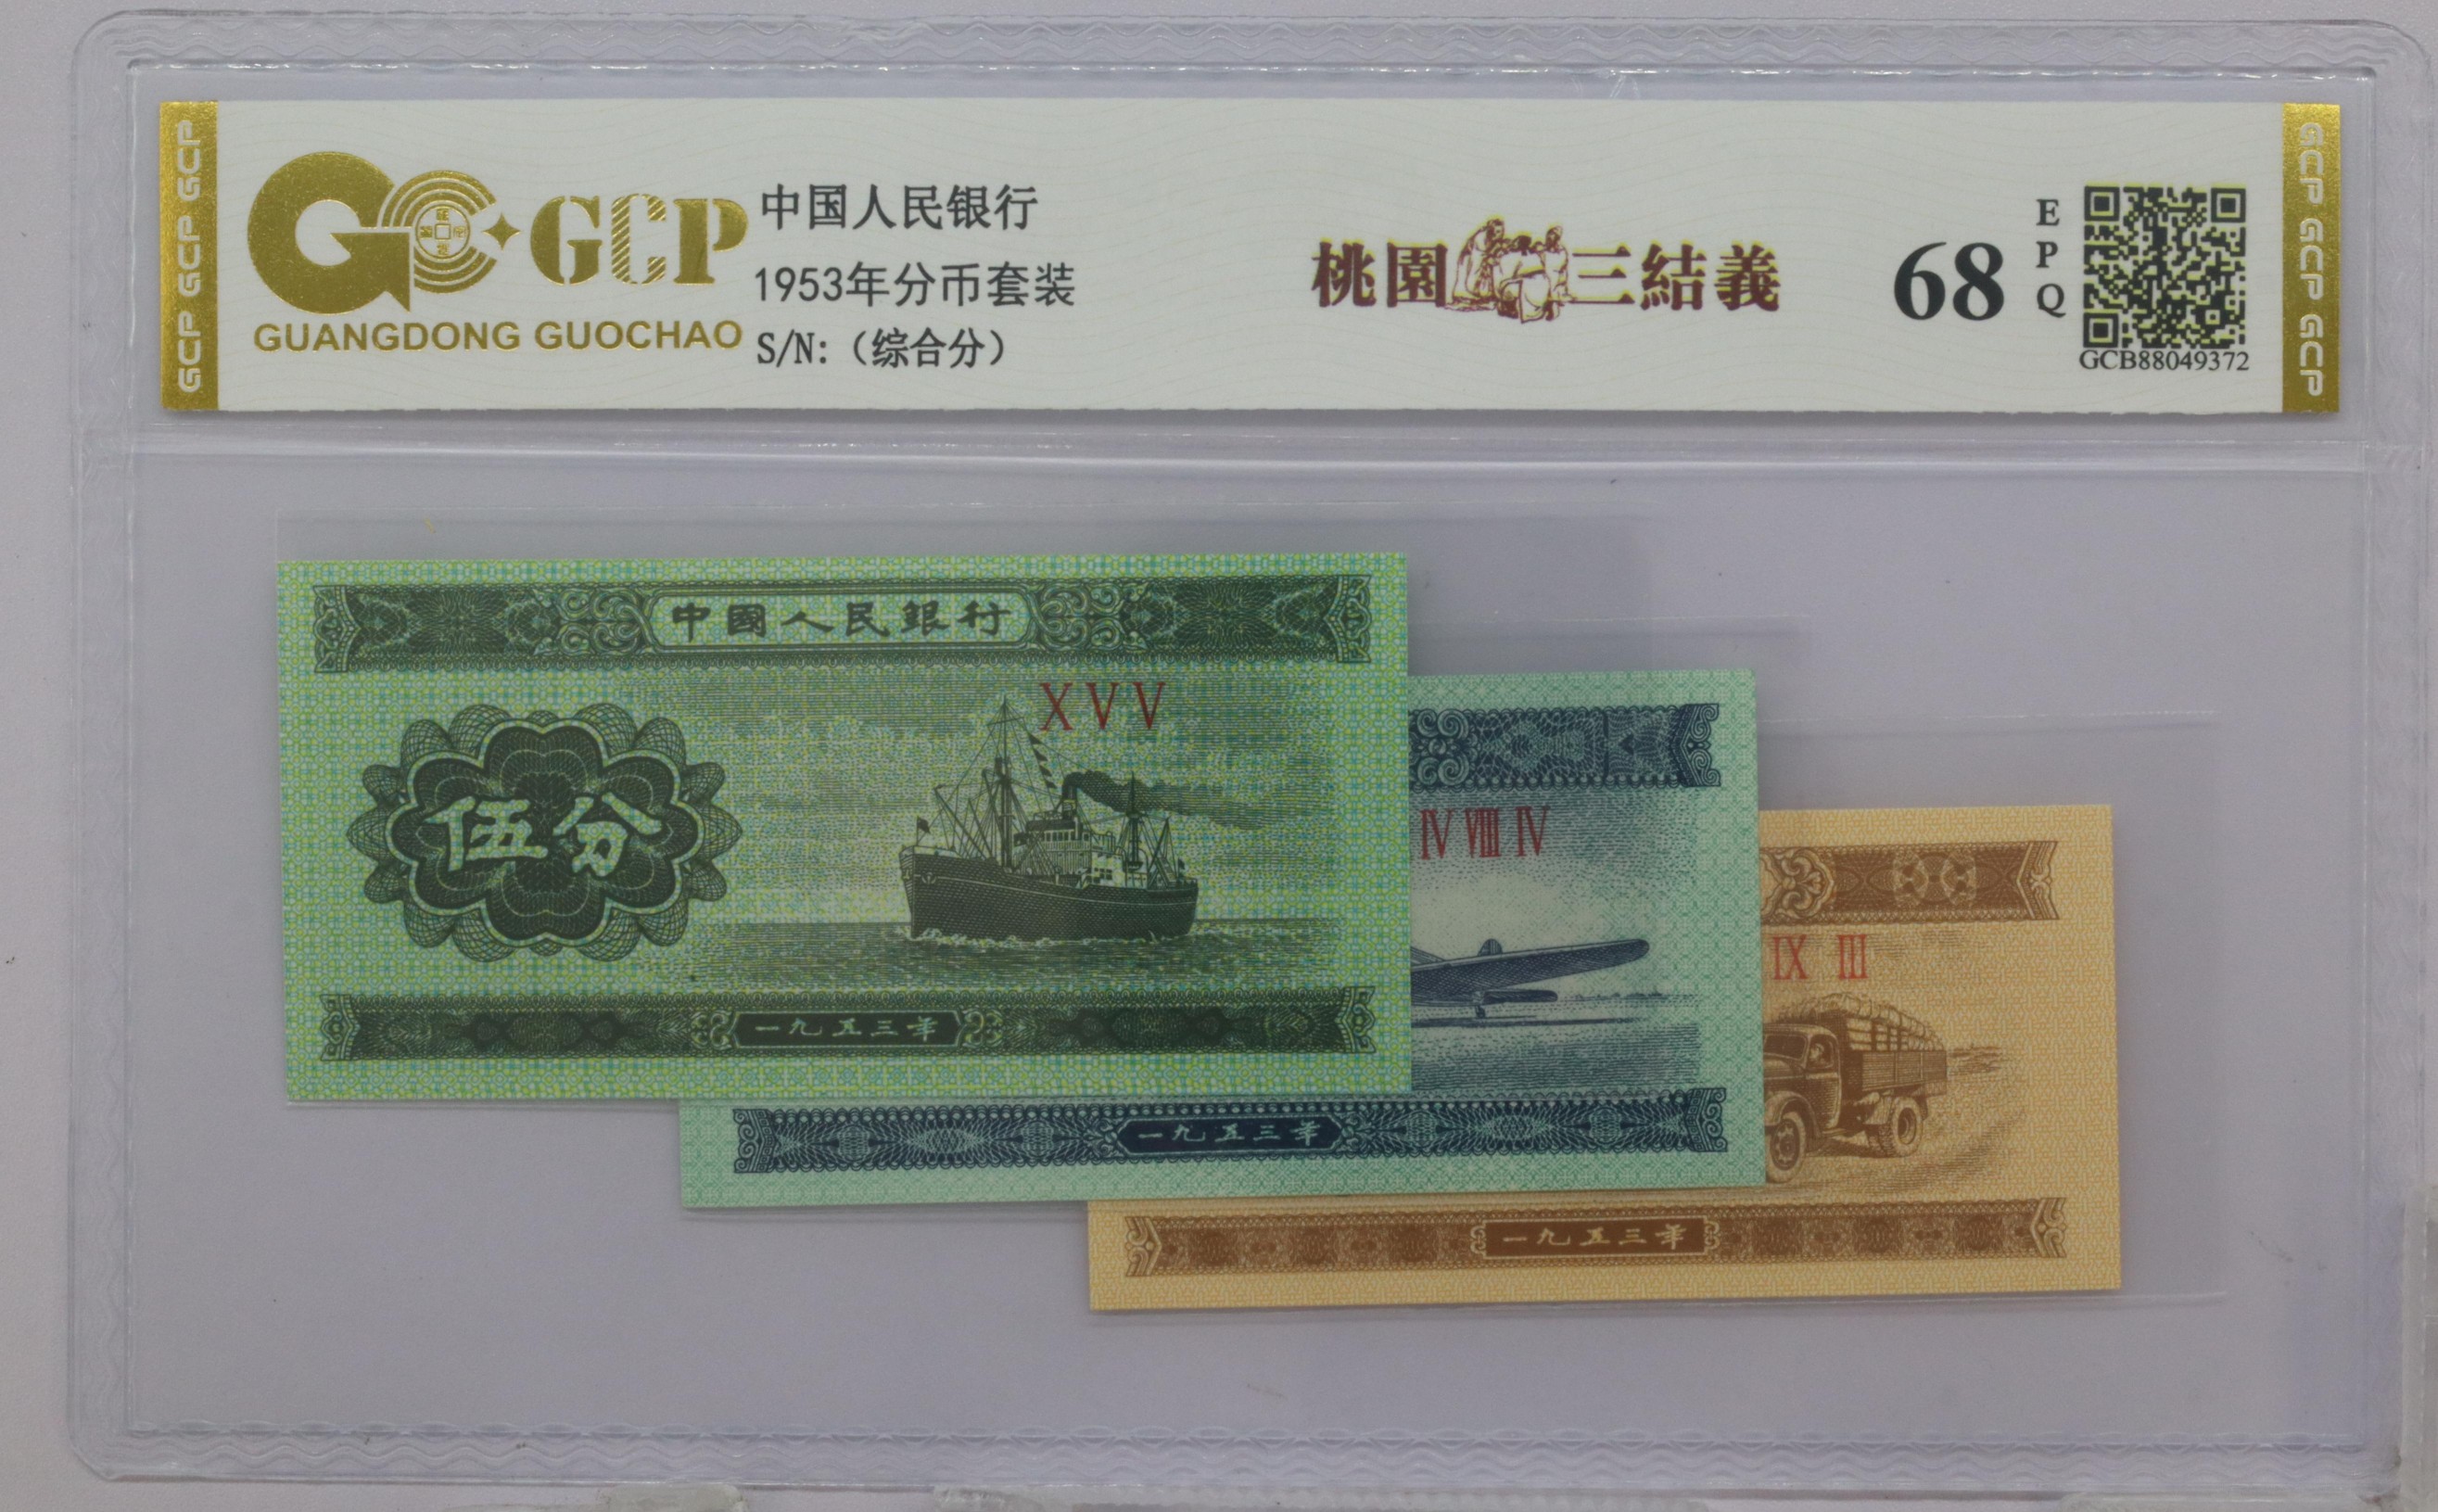 GCP GCP GCP
GCP
GUANGDONG GUOCHAO
中国人民银行
1953年分币套装
S/N:（综合分）
桃園三結義
68
EPQ
GCB88049372
GCP GCP GCP
中國人民銀行
XVV
伍分
一九五三年
IV VIII IV
一九五三年
IX III
一九五三年